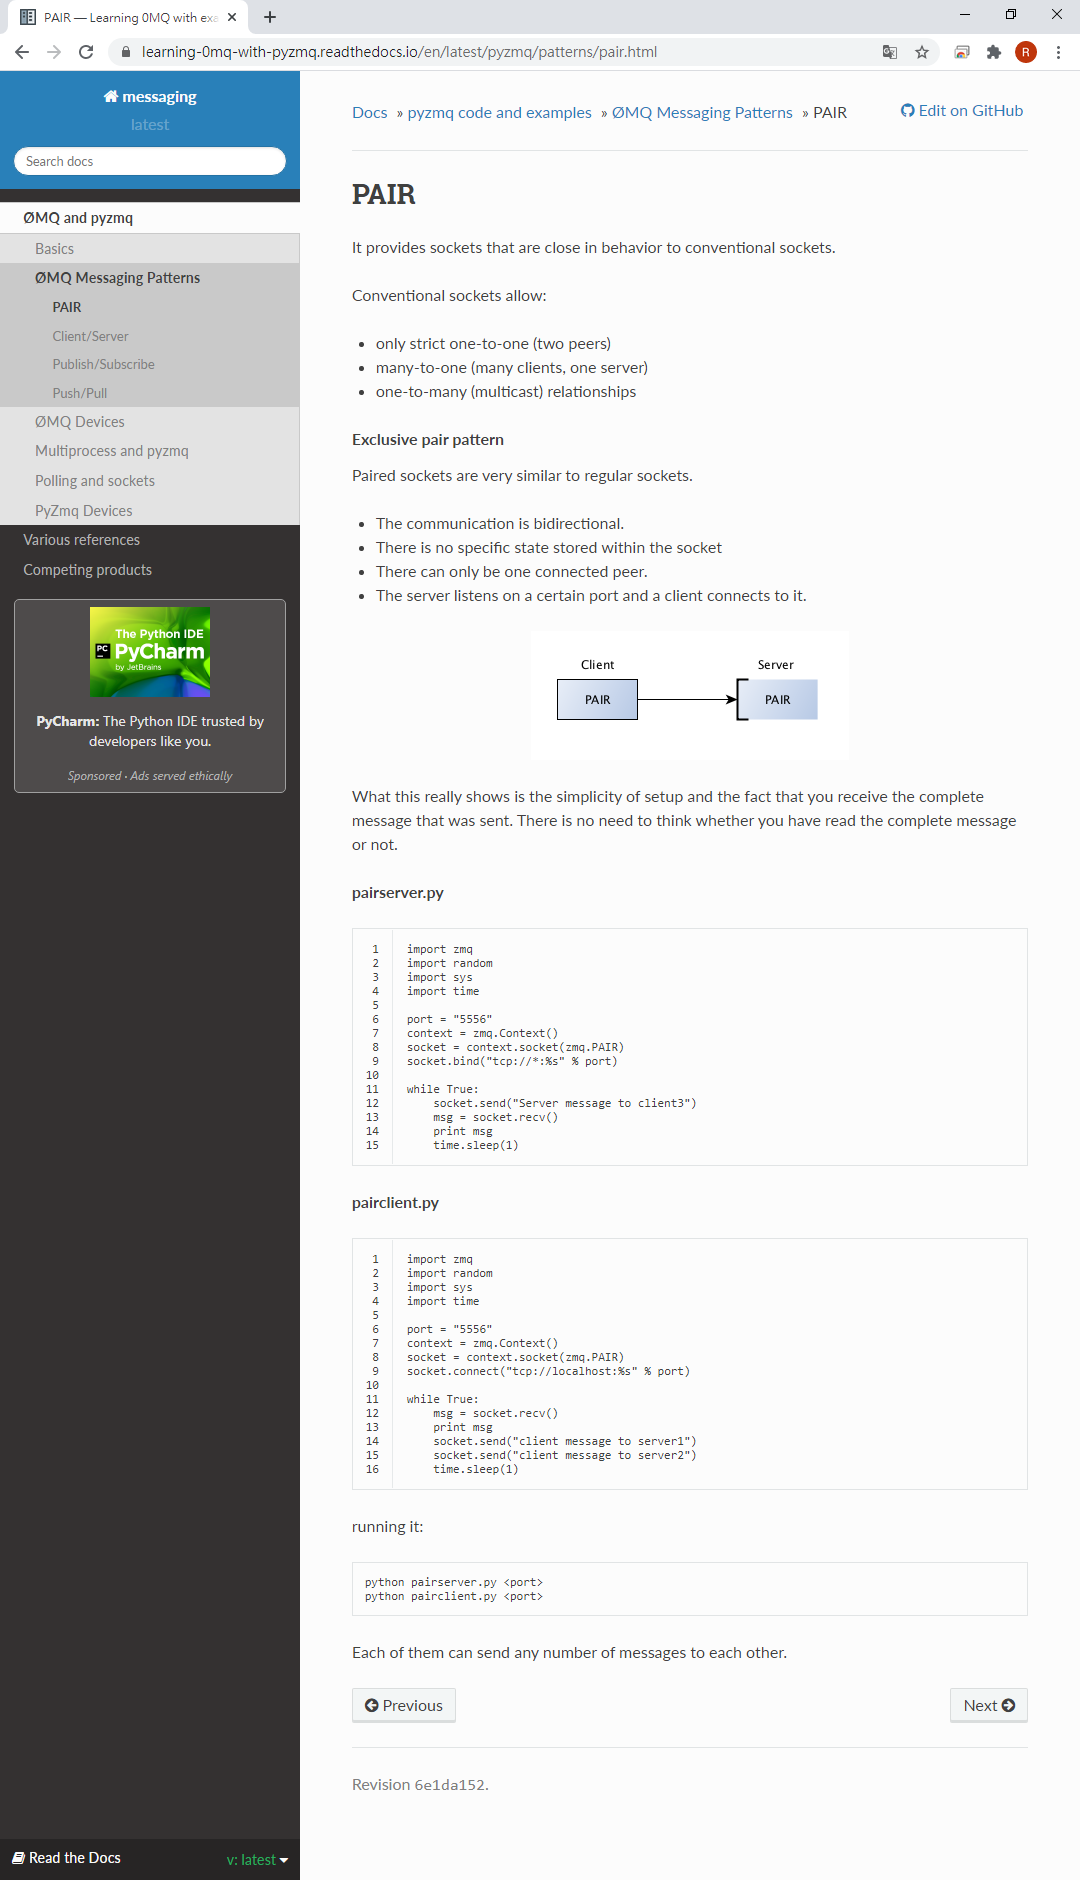 PAIR — Learning 0MQ with exa
learning-0mq-with-pyzmq.readthedocs.io/en/latest/pyzmq/patterns/pair.html
R
messaging
latest
Search docs
ØMQ and pyzmq
Basics
ØMQ Messaging Patterns
PAIR
Client/Server
Publish/Subscribe
Push/Pull
ØMQ Devices
Multiprocess and pyzmq
Polling and sockets
PyZmq Devices
Various references
Competing products
The Python IDE
PC PyCharm
by JetBrains
PyCharm: The Python IDE trusted by
developers like you.
Sponsored · Ads served ethically
Read the Docs
v: latest
Docs » pyzmq code and examples » ØMQ Messaging Patterns » PAIR
Edit on GitHub
PAIR
It provides sockets that are close in behavior to conventional sockets.
Conventional sockets allow:
• only strict one-to-one (two peers)
• many-to-one (many clients, one server)
• one-to-many (multicast) relationships
Exclusive pair pattern
Paired sockets are very similar to regular sockets.
• The communication is bidirectional.
• There is no specific state stored within the socket
• There can only be one connected peer.
• The server listens on a certain port and a client connects to it.
Client Server
PAIR PAIR
What this really shows is the simplicity of setup and the fact that you receive the complete
message that was sent. There is no need to think whether you have read the complete message
or not.
pairserver.py
1 import zmq
2 import random
3 import sys
4 import time
5
6 port = "5556"
7 context = zmq.Context()
8 socket = context.socket(zmq.PAIR)
9 socket.bind("tcp://*:%s" % port)
10
11 while True:
12     socket.send("Server message to client3")
13     msg = socket.recv()
14     print msg
15     time.sleep(1)
pairclient.py
1 import zmq
2 import random
3 import sys
4 import time
5
6 port = "5556"
7 context = zmq.Context()
8 socket = context.socket(zmq.PAIR)
9 socket.connect("tcp://localhost:%s" % port)
10
11 while True:
12     msg = socket.recv()
13     print msg
14     socket.send("client message to server1")
15     socket.send("client message to server2")
16     time.sleep(1)
running it:
python pairserver.py <port>
python pairclient.py <port>
Each of them can send any number of messages to each other.
Previous
Next
Revision 6e1da152.